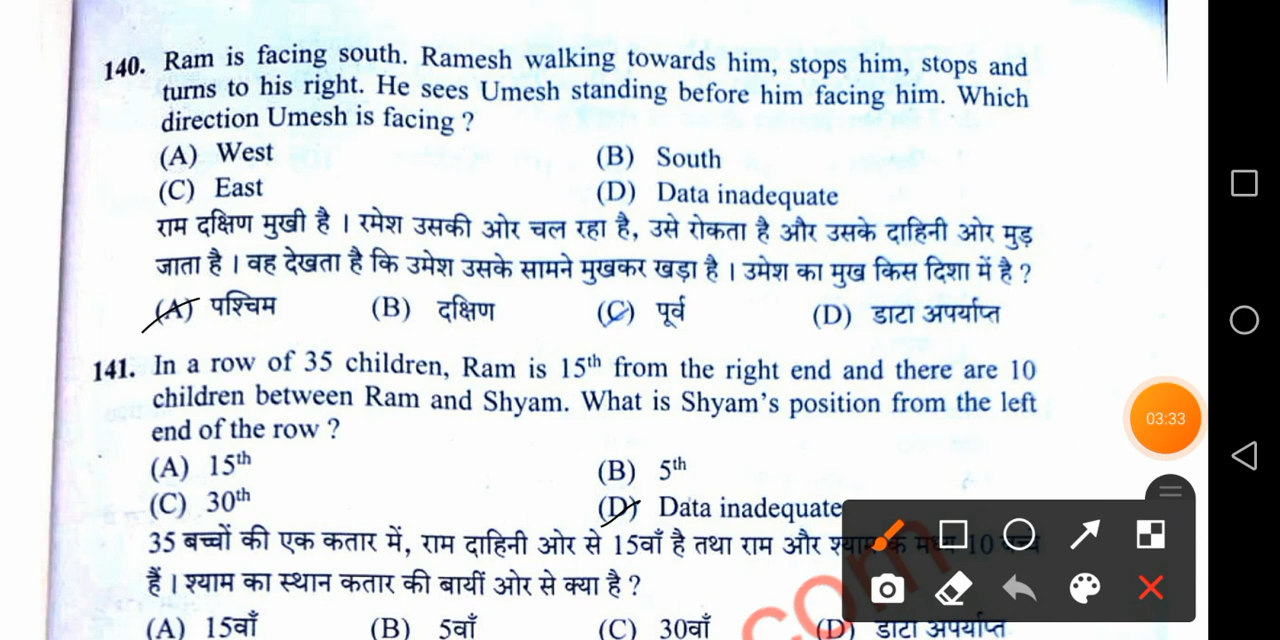 140. Ram is facing south. Ramesh walking towards him, stops him, stops and
turns to his right. He sees Umesh standing before him facing him. Which
direction Umesh is facing ?
(A) West (B) South
(C) East (D) Data inadequate
राम दक्षिण मुखी है । रमेश उसकी ओर चल रहा है, उसे रोकता है और उसके दाहिनी ओर मुड़
जाता है । वह देखता है कि उमेश उसके सामने मुखकर खड़ा है । उमेश का मुख किस दिशा में है ?
(A) पश्चिम (B) दक्षिण (C) पूर्व (D) डाटा अपर्याप्त
141. In a row of 35 children, Ram is 15th from the right end and there are 10
children between Ram and Shyam. What is Shyam's position from the left
end of the row ?
(A) 15th (B) 5th
(C) 30th (D) Data inadequate
35 बच्चों की एक कतार में, राम दाहिनी ओर से 15वाँ है तथा राम और श्याम के मध्य 10 बच्चे
हैं । श्याम का स्थान कतार की बायीं ओर से क्या है ?
(A) 15वाँ (B) 5वाँ (C) 30वाँ (D) डाटा अपर्याप्त
03:33
com